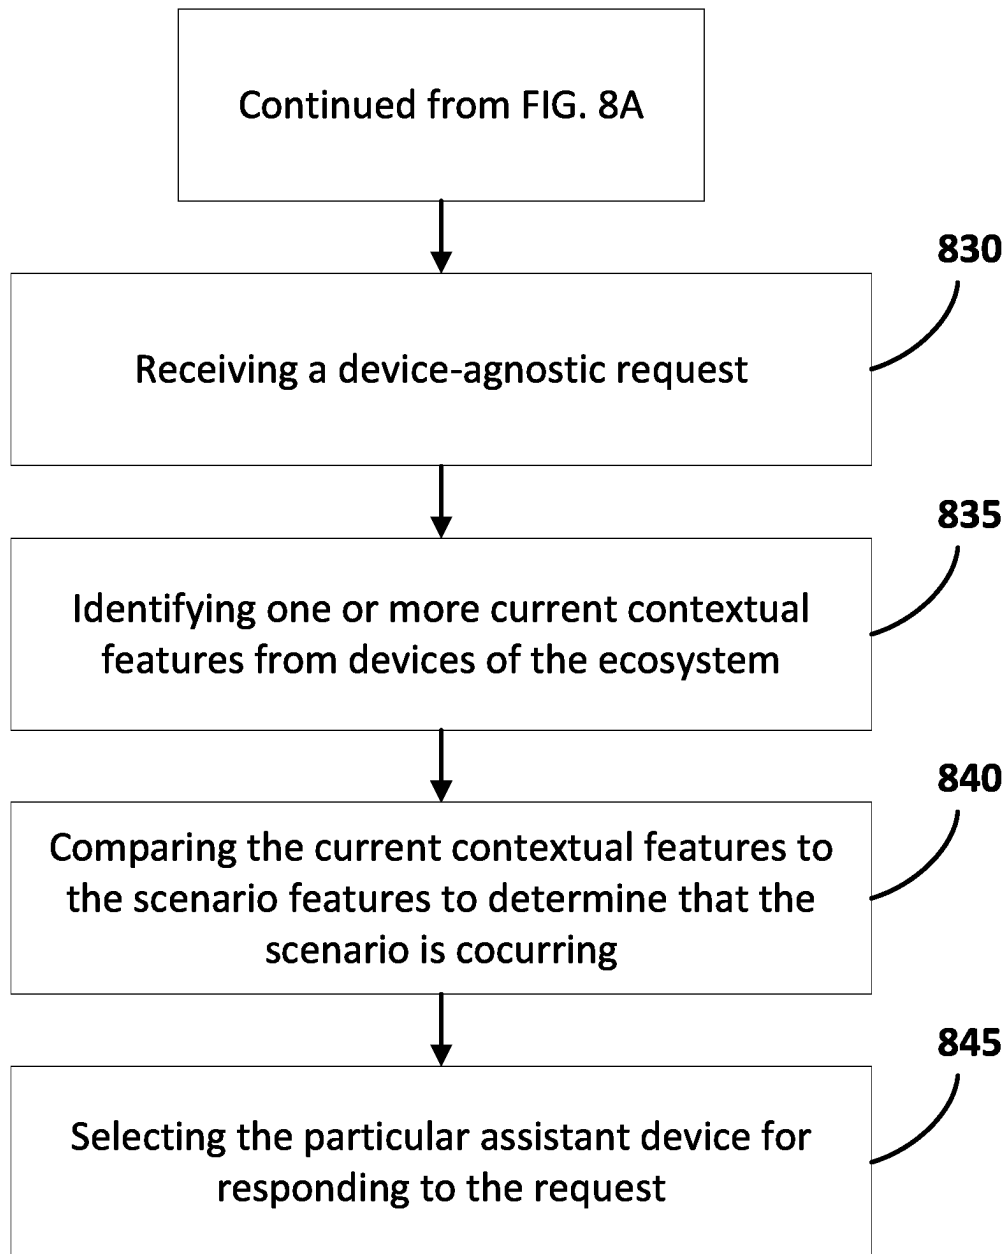 Continued from FIG. 8A
830
Receiving a device-agnostic request
835
Identifying one or more current contextual
features from devices of the ecosystem
840
Comparing the current contextual features to
the scenario features to determine that the
scenario is cocurring
845
Selecting the particular assistant device for
responding to the request